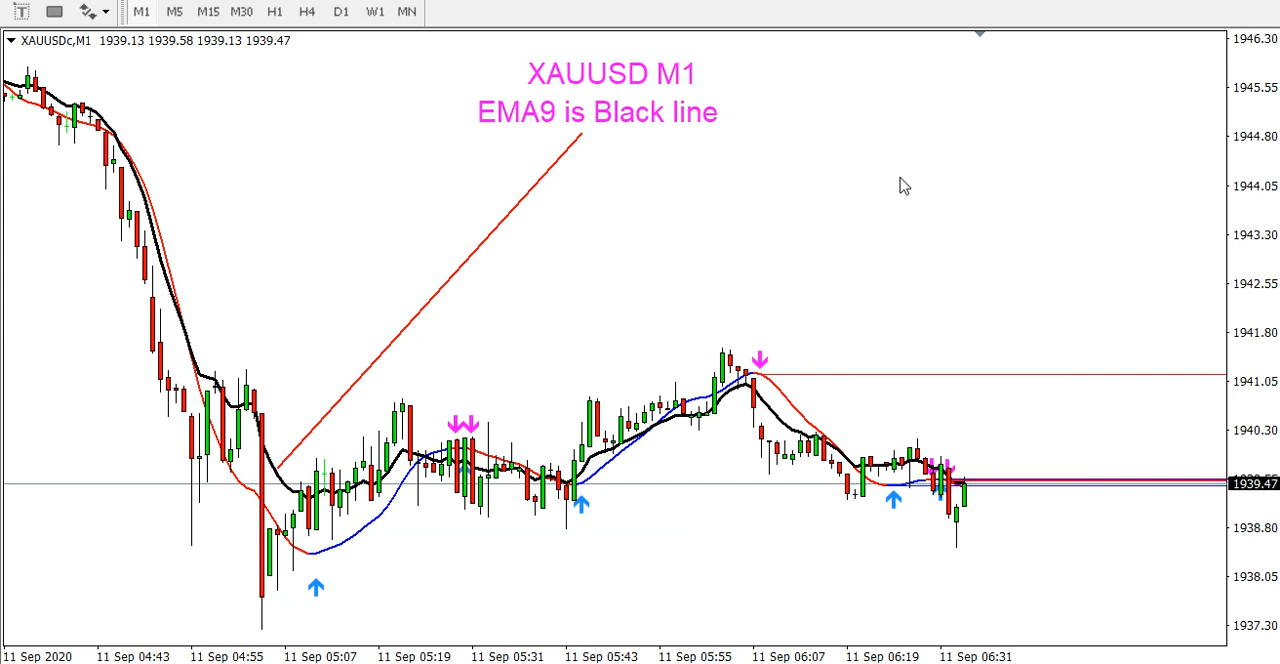 T
M1 M5 M15 M30 H1 H4 D1 W1 MN
XAUUSDc,M1 1939.13 1939.58 1939.13 1939.47
XAUUSD M1
EMA9 is Black line
1946.30
1945.55
1944.80
1944.05
1943.30
1942.55
1941.80
1941.05
1940.30
1939.47
1938.80
1938.05
1937.30
11 Sep 2020 11 Sep 04:43 11 Sep 04:55 11 Sep 05:07 11 Sep 05:19 11 Sep 05:31 11 Sep 05:43 11 Sep 05:55 11 Sep 06:07 11 Sep 06:19 11 Sep 06:31